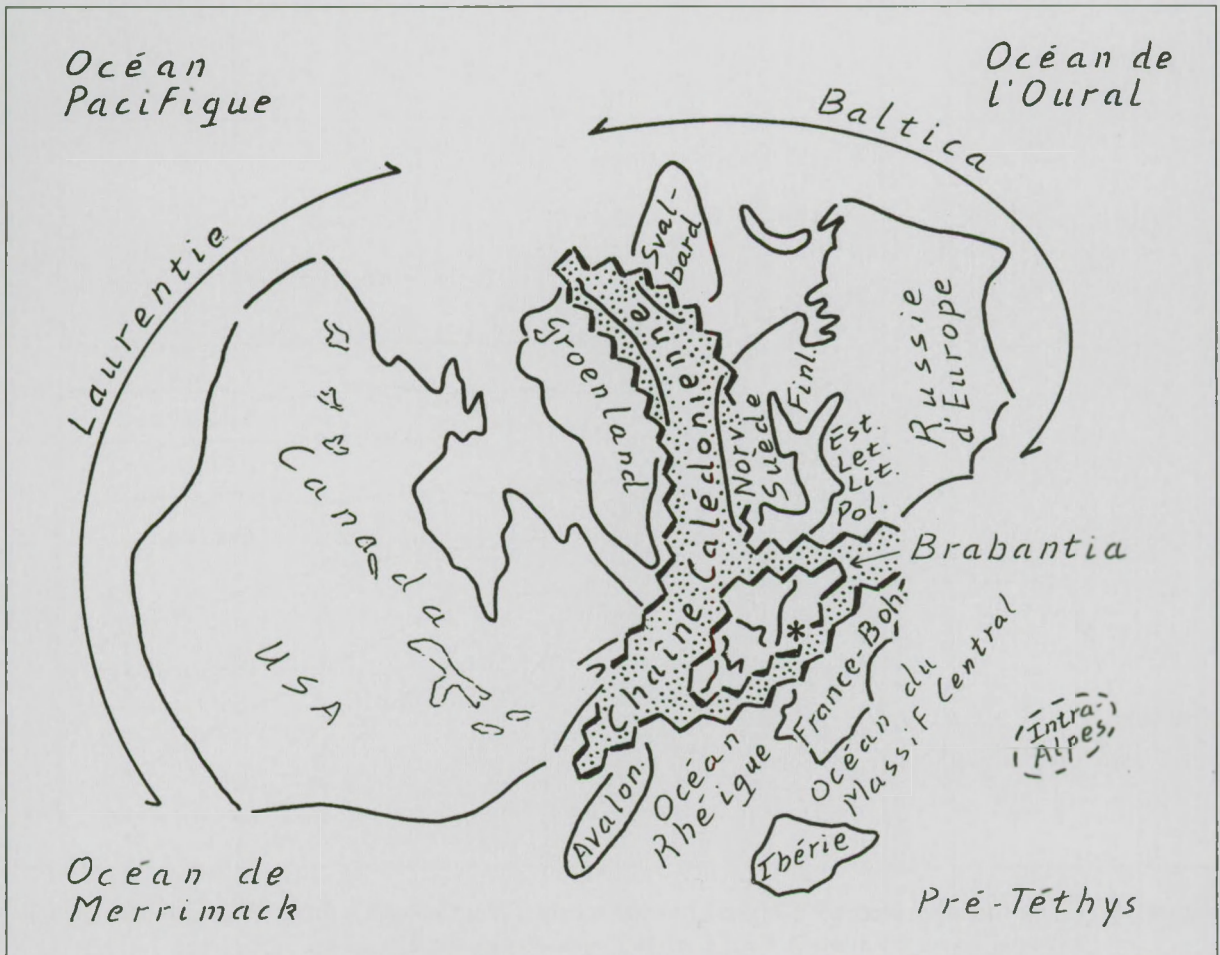 Océan
Pacifique
Océan de
l'Oural
Baltica
Laurentie
Sval-
bard
Groenland
Chaîne Calédonienne
Norv.
Suède
Finl.
Russie
d'Europe
Est.
Let.
Lit.
Pol.
Canada
USA
Brabantia
*
France-Boh.
Océan du
Massif Central
Intra-
Alpes
Avalon.
Océan
Rhéique
Ibérie
Océan de
Merrimack
Pré-Téthys